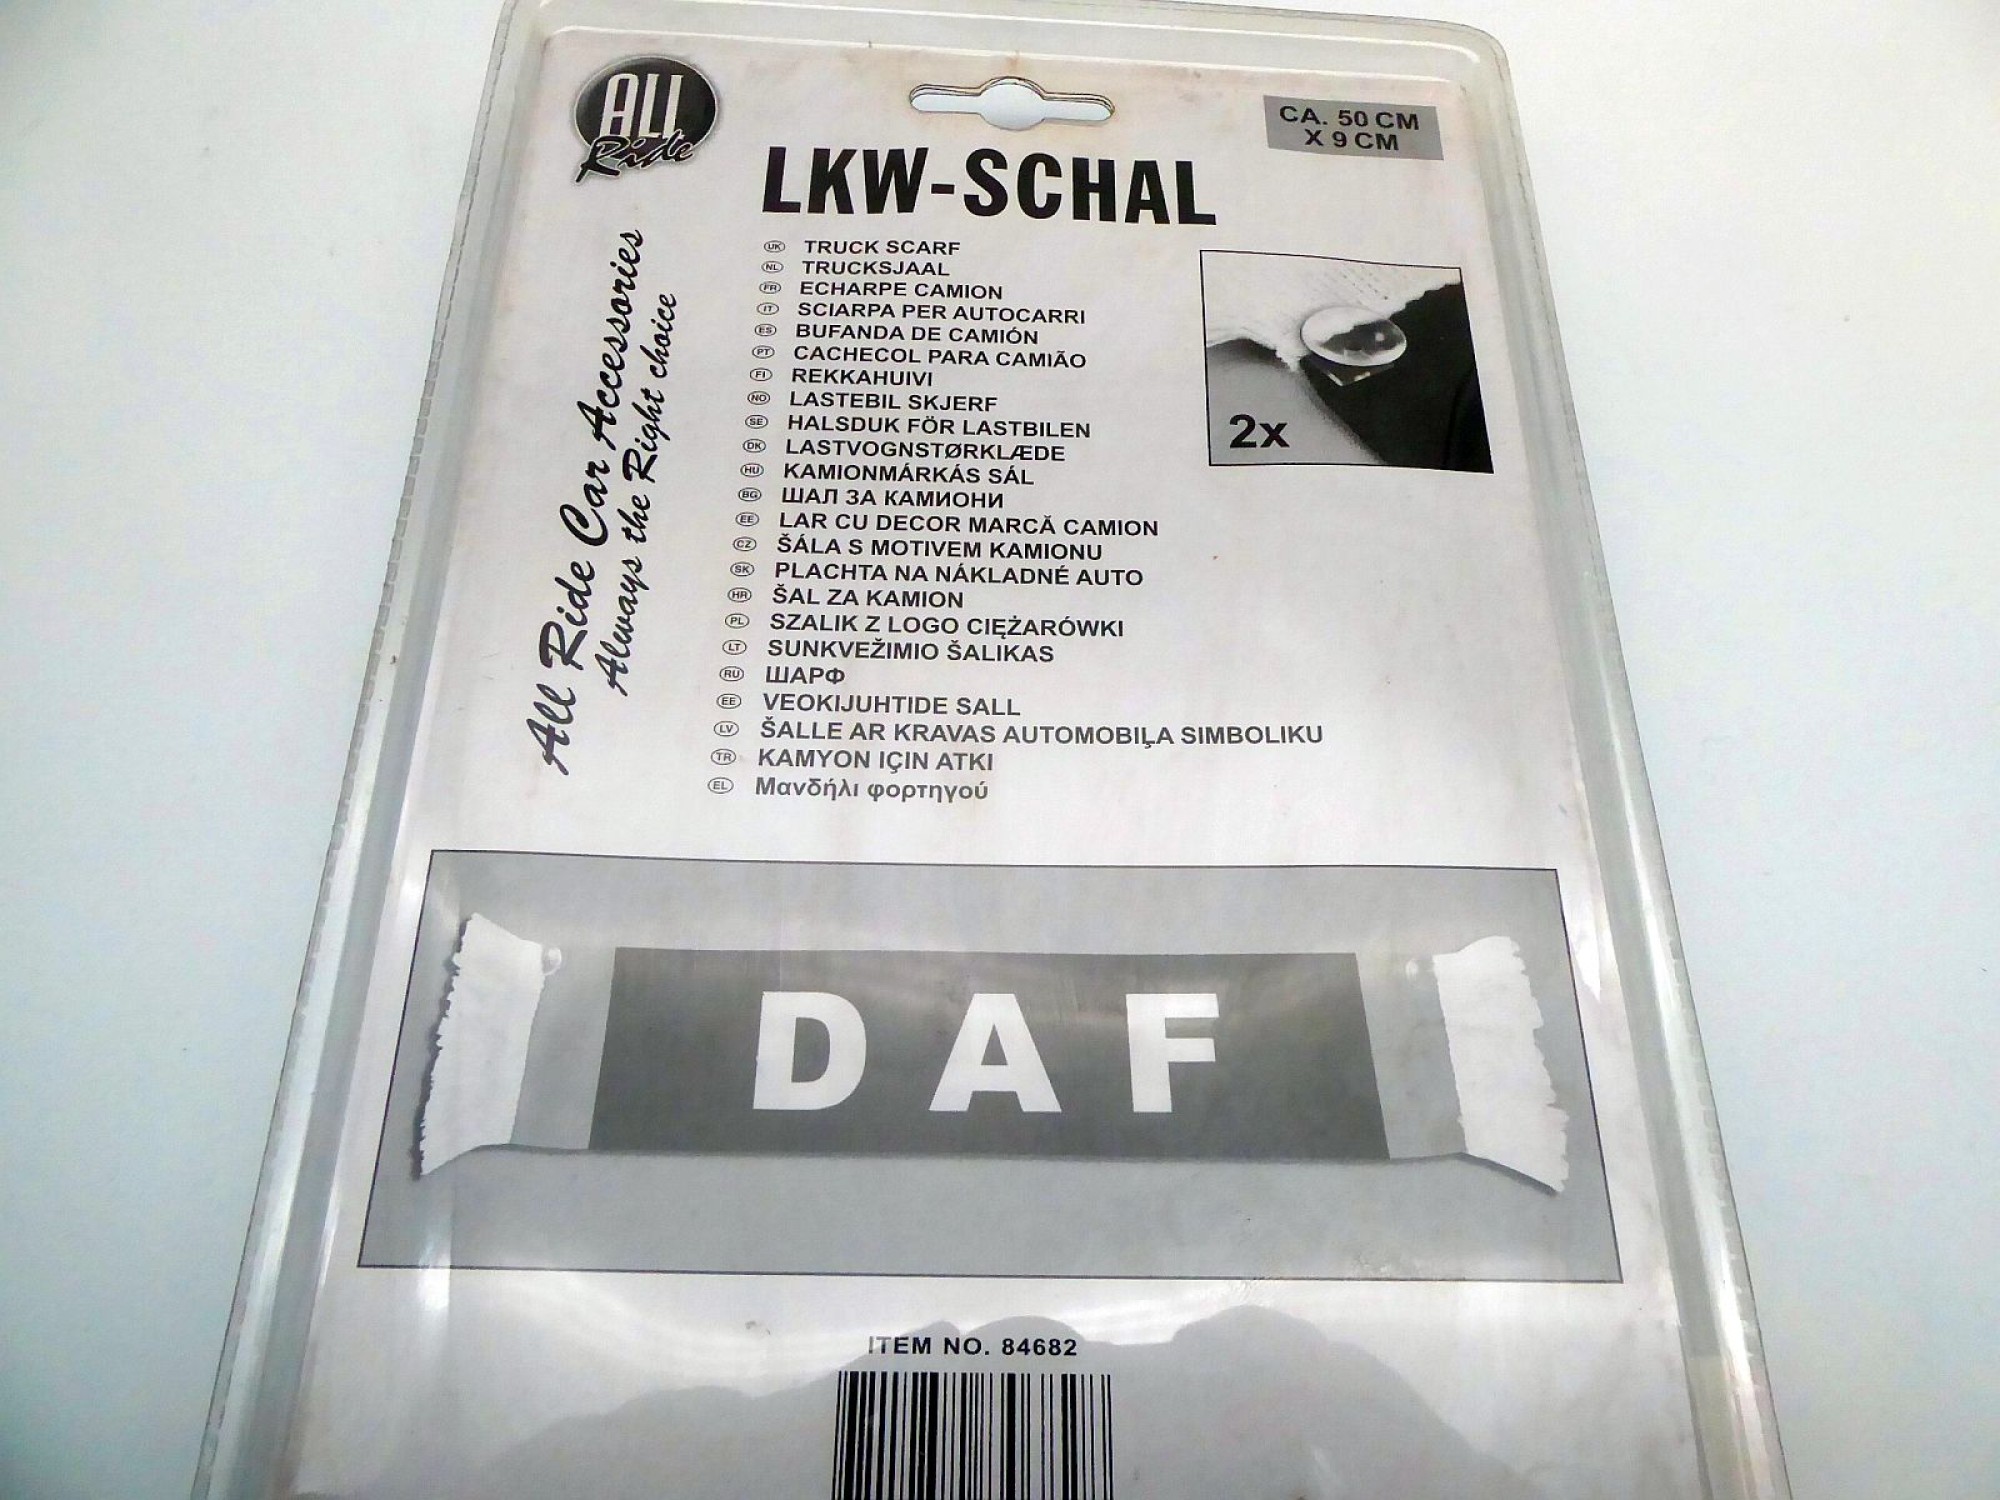 ALL
Ride
CA. 50 CM
X 9 CM
LKW-SCHAL
All Ride Car Accessories
Always the Right choice
UK TRUCK SCARF
NL TRUCKSJAAL
FR ECHARPE CAMION
IT SCIARPA PER AUTOCARRI
ES BUFANDA DE CAMIÓN
PT CACHECOL PARA CAMIÃO
FI REKKAHUIVI
NO LASTEBIL SKJERF
SE HALSDUK FÖR LASTBILEN
DK LASTVOGNSTØRKLÆDE
HU KAMIONMÁRKÁS SÁL
BG ШАЛ ЗА КАМИОНИ
EE LAR CU DECOR MARCĂ CAMION
CZ ŠÁLA S MOTIVEM KAMIONU
SK PLACHTA NA NÁKLADNÉ AUTO
HR ŠAL ZA KAMION
PL SZALIK Z LOGO CIĘŻARÓWKI
LT SUNKVEŽIMIO ŠALIKAS
RU ШАРФ
EE VEOKIJUHTIDE SALL
LV ŠALLE AR KRAVAS AUTOMOBIĻA SIMBOLIKU
TR KAMYON IÇIN ATKI
EL Μανδήλι φορτηγού
2x
DAF
ITEM NO. 84682